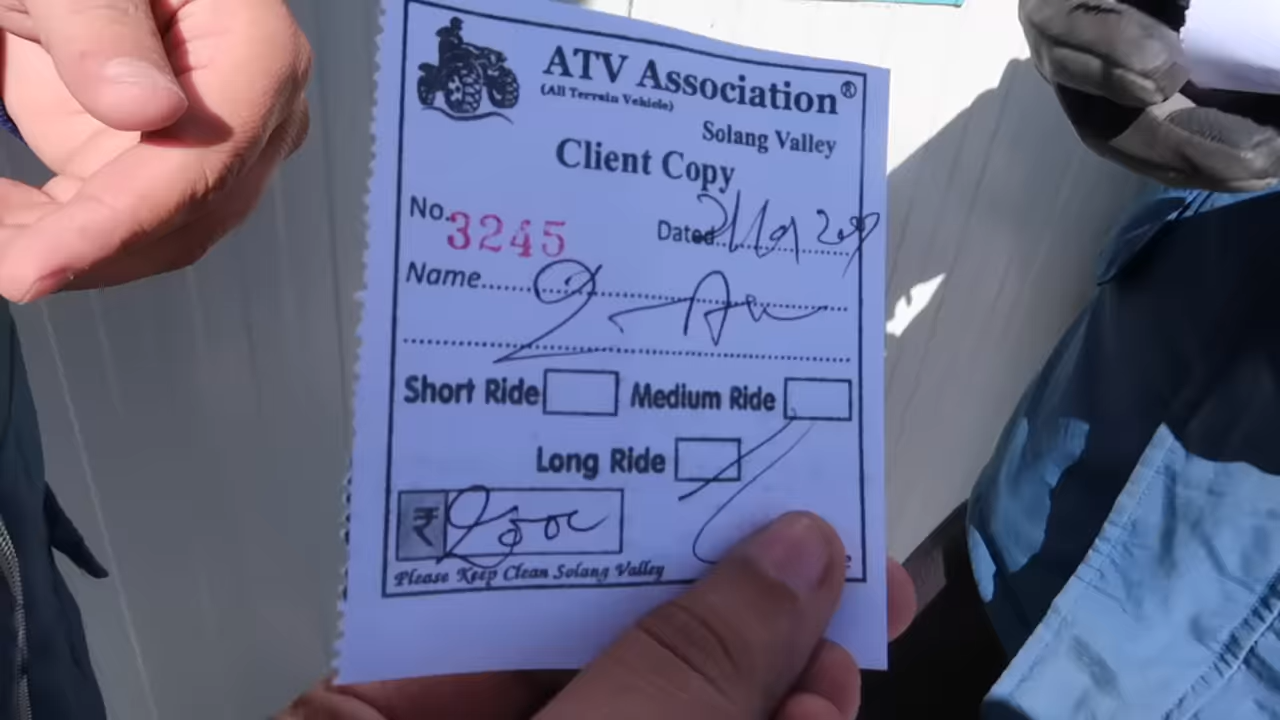 ATV Association®
(All Terrain Vehicle)
Solang Valley
Client Copy
No. 3245 Dated
Name
Short Ride Medium Ride
Long Ride
₹ 2000
Please Keep Clean Solang Valley